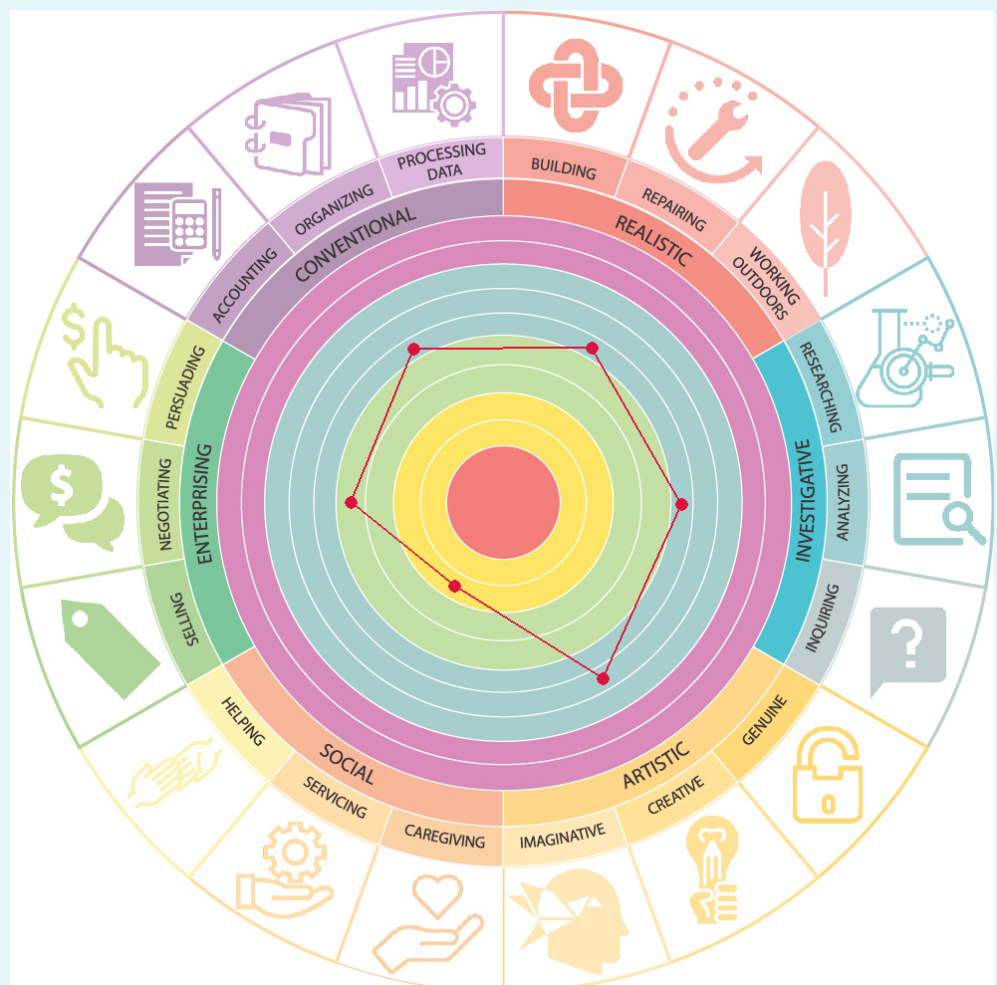 PROCESSING
DATA
BUILDING
ORGANIZING
REPAIRING
CONVENTIONAL
REALISTIC
ACCOUNTING
WORKING
OUTDOORS
$
PERSUADING
RESEARCHING
$
NEGOTIATING
ENTERPRISING
INVESTIGATIVE
ANALYZING
SELLING
INQUIRING
?
HELPING
GENUINE
SOCIAL
ARTISTIC
SERVICING
CREATIVE
CAREGIVING
IMAGINATIVE